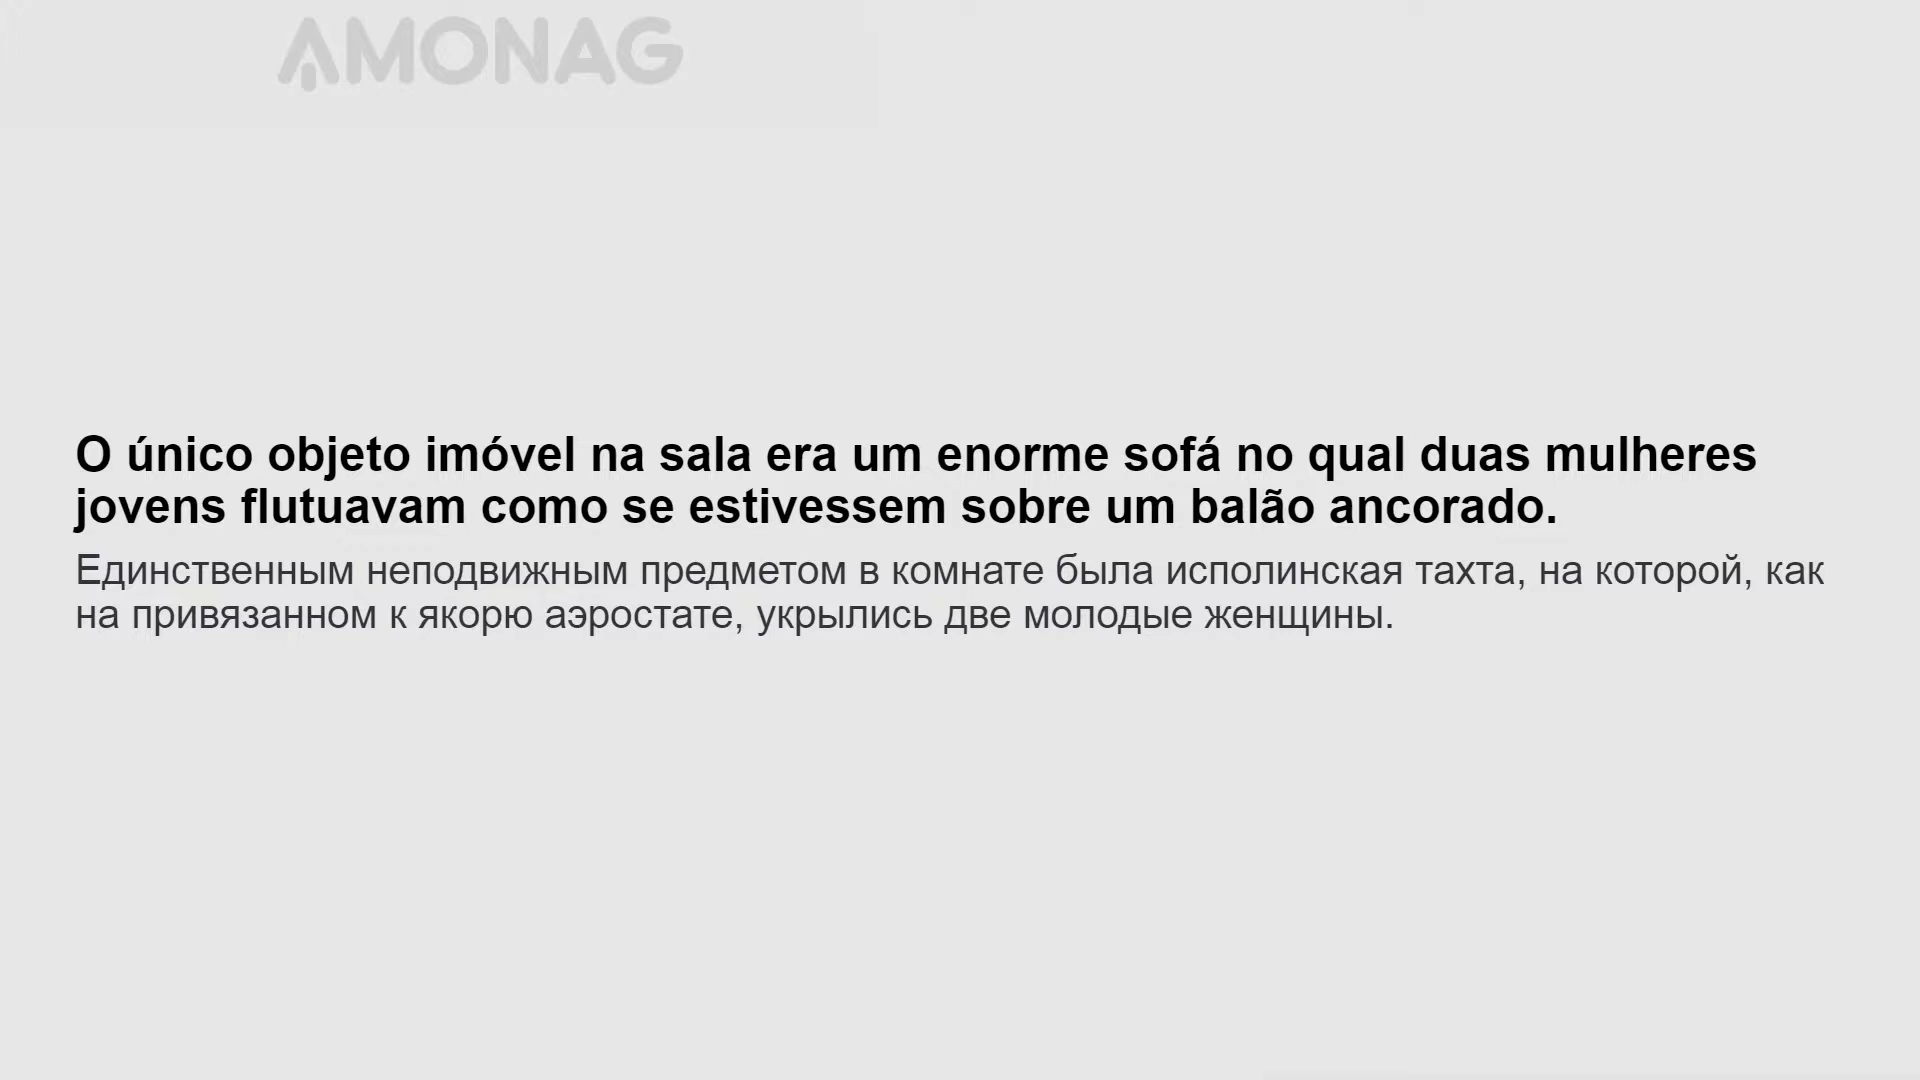 AMONAG
O único objeto imóvel na sala era um enorme sofá no qual duas mulheres
jovens flutuavam como se estivessem sobre um balão ancorado.
Единственным неподвижным предметом в комнате была исполинская тахта, на которой, как
на привязанном к якорю аэростате, укрылись две молодые женщины.